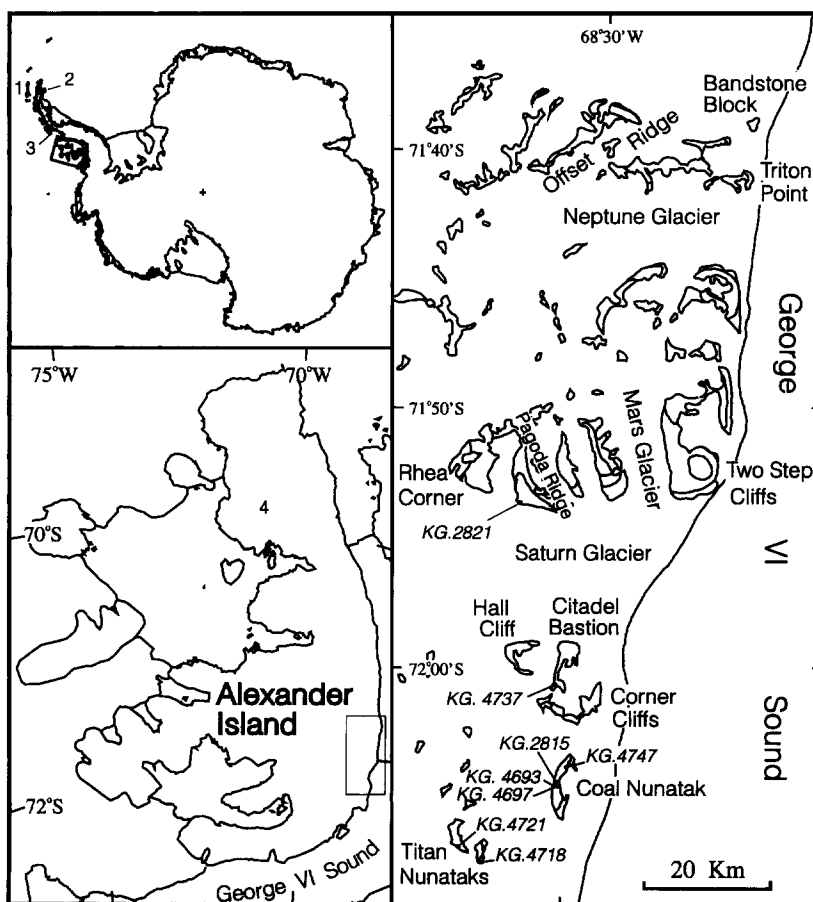 1
2
3
75°W
70°W
70°S
4
Alexander
Island
72°S
George VI Sound
68°30'W
Bandstone
Block
71°40'S
Offset Ridge
Triton
Point
Neptune Glacier
George
VI
Sound
71°50'S
Pagoda Ridge
Mars Glacier
Rhea
Corner
Two Step
Cliffs
KG.2821
Saturn Glacier
Hall
Cliff
Citadel
Bastion
72°00'S
KG. 4737
Corner
Cliffs
KG.2815
KG.4747
KG. 4693
KG. 4697
Coal Nunatak
KG.4721
KG.4718
Titan
Nunataks
20 Km